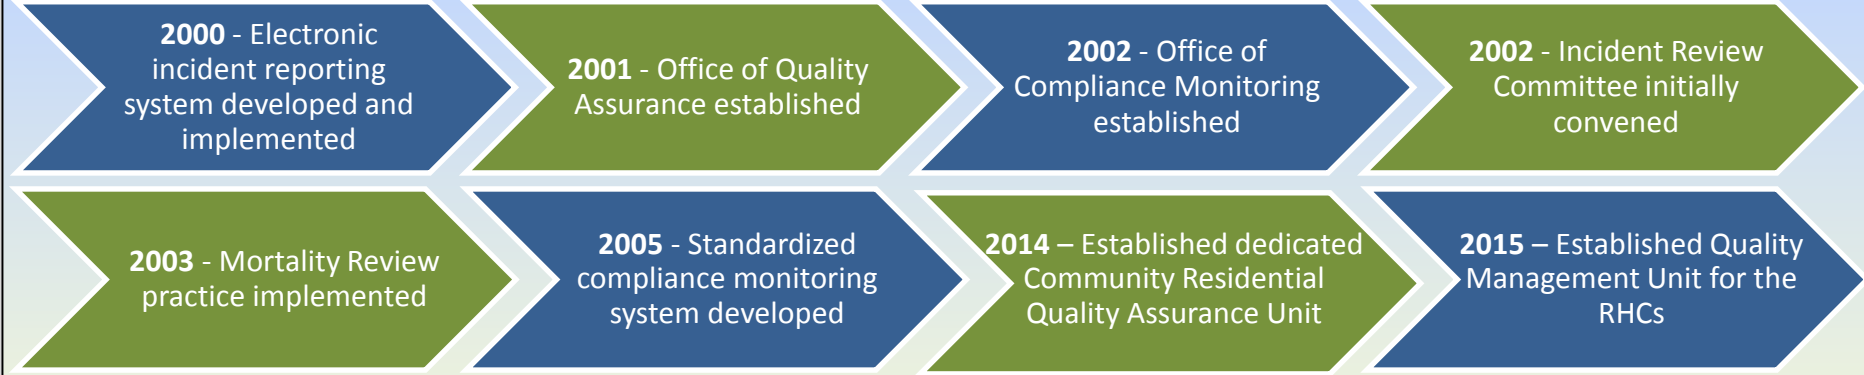 2000 - Electronic
incident reporting
system developed and
implemented
2001 - Office of Quality
Assurance established
2002 - Office of
Compliance Monitoring
established
2002 - Incident Review
Committee initially
convened
2003 - Mortality Review
practice implemented
2005 - Standardized
compliance monitoring
system developed
2014 – Established dedicated
Community Residential
Quality Assurance Unit
2015 – Established Quality
Management Unit for the
RHCs